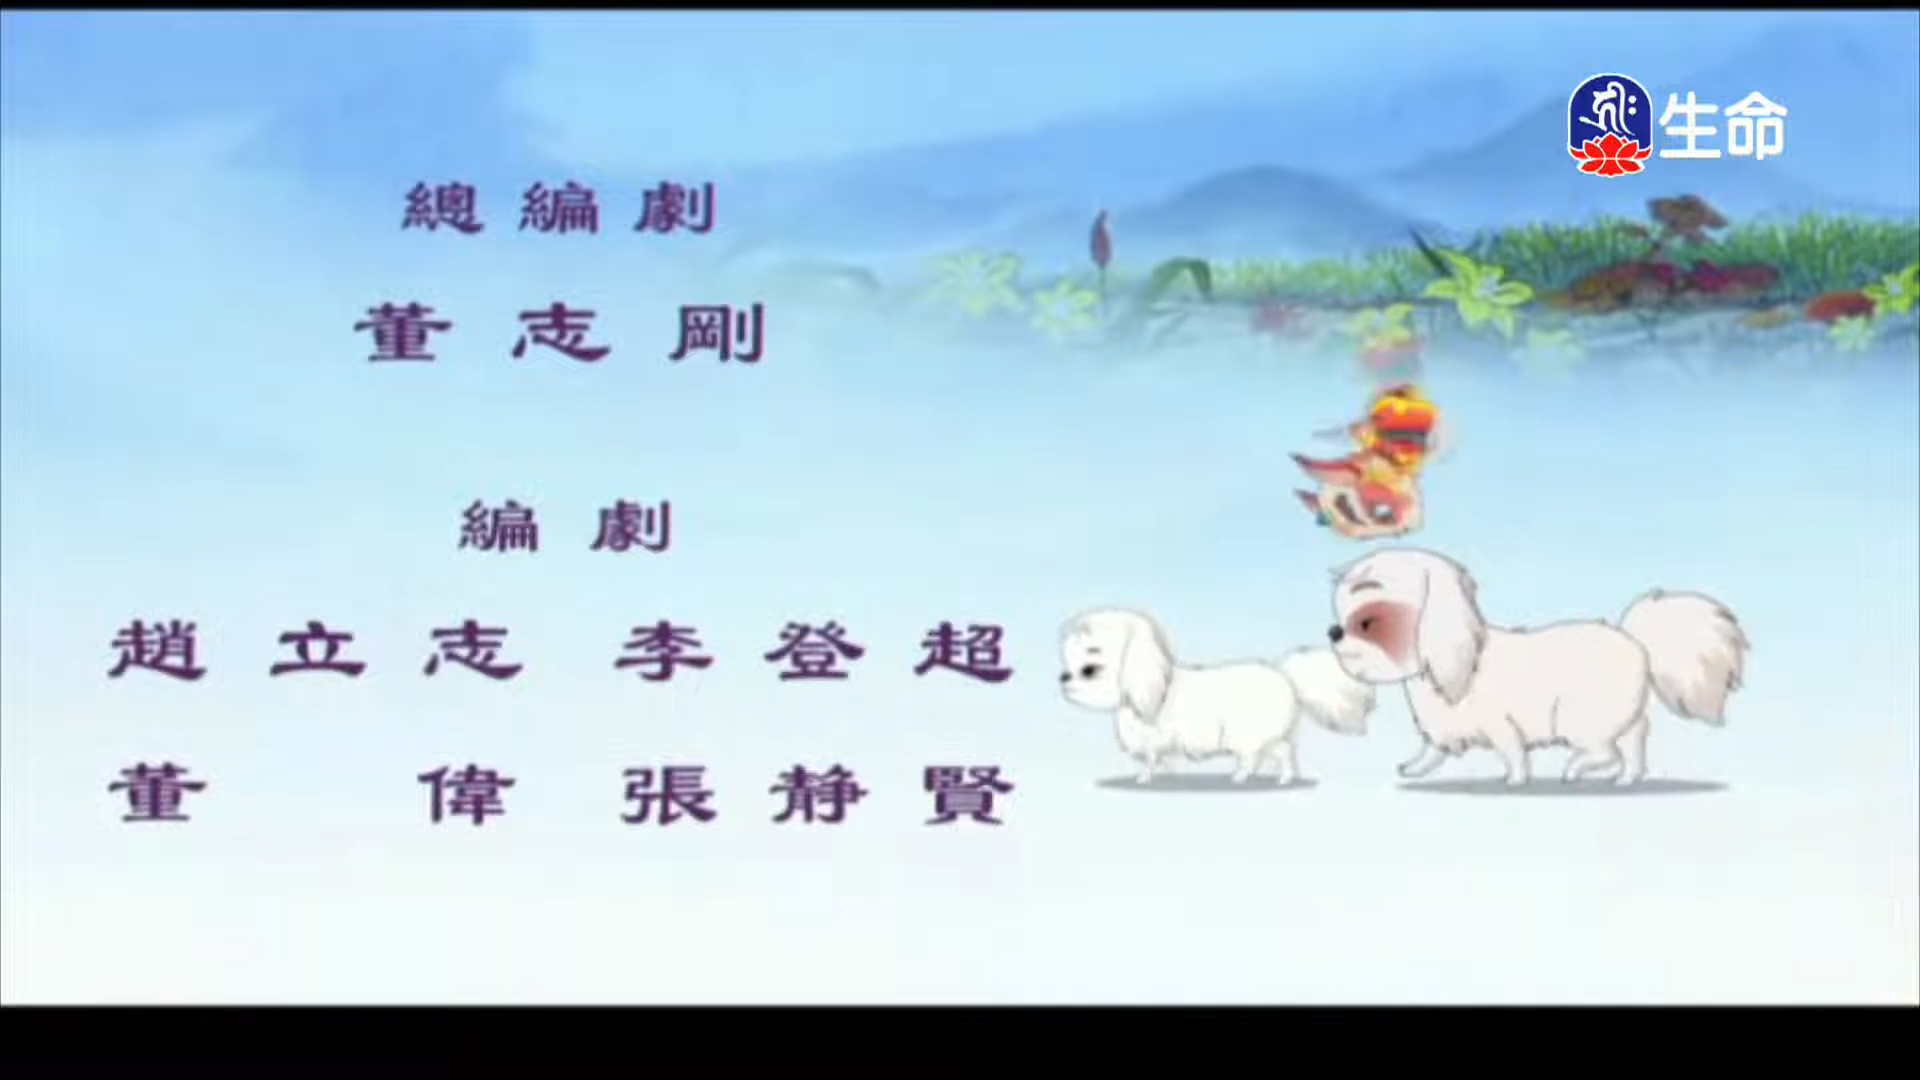 生命
總編劇
董志剛
編劇
趙立志 李登超
董偉 張靜賢